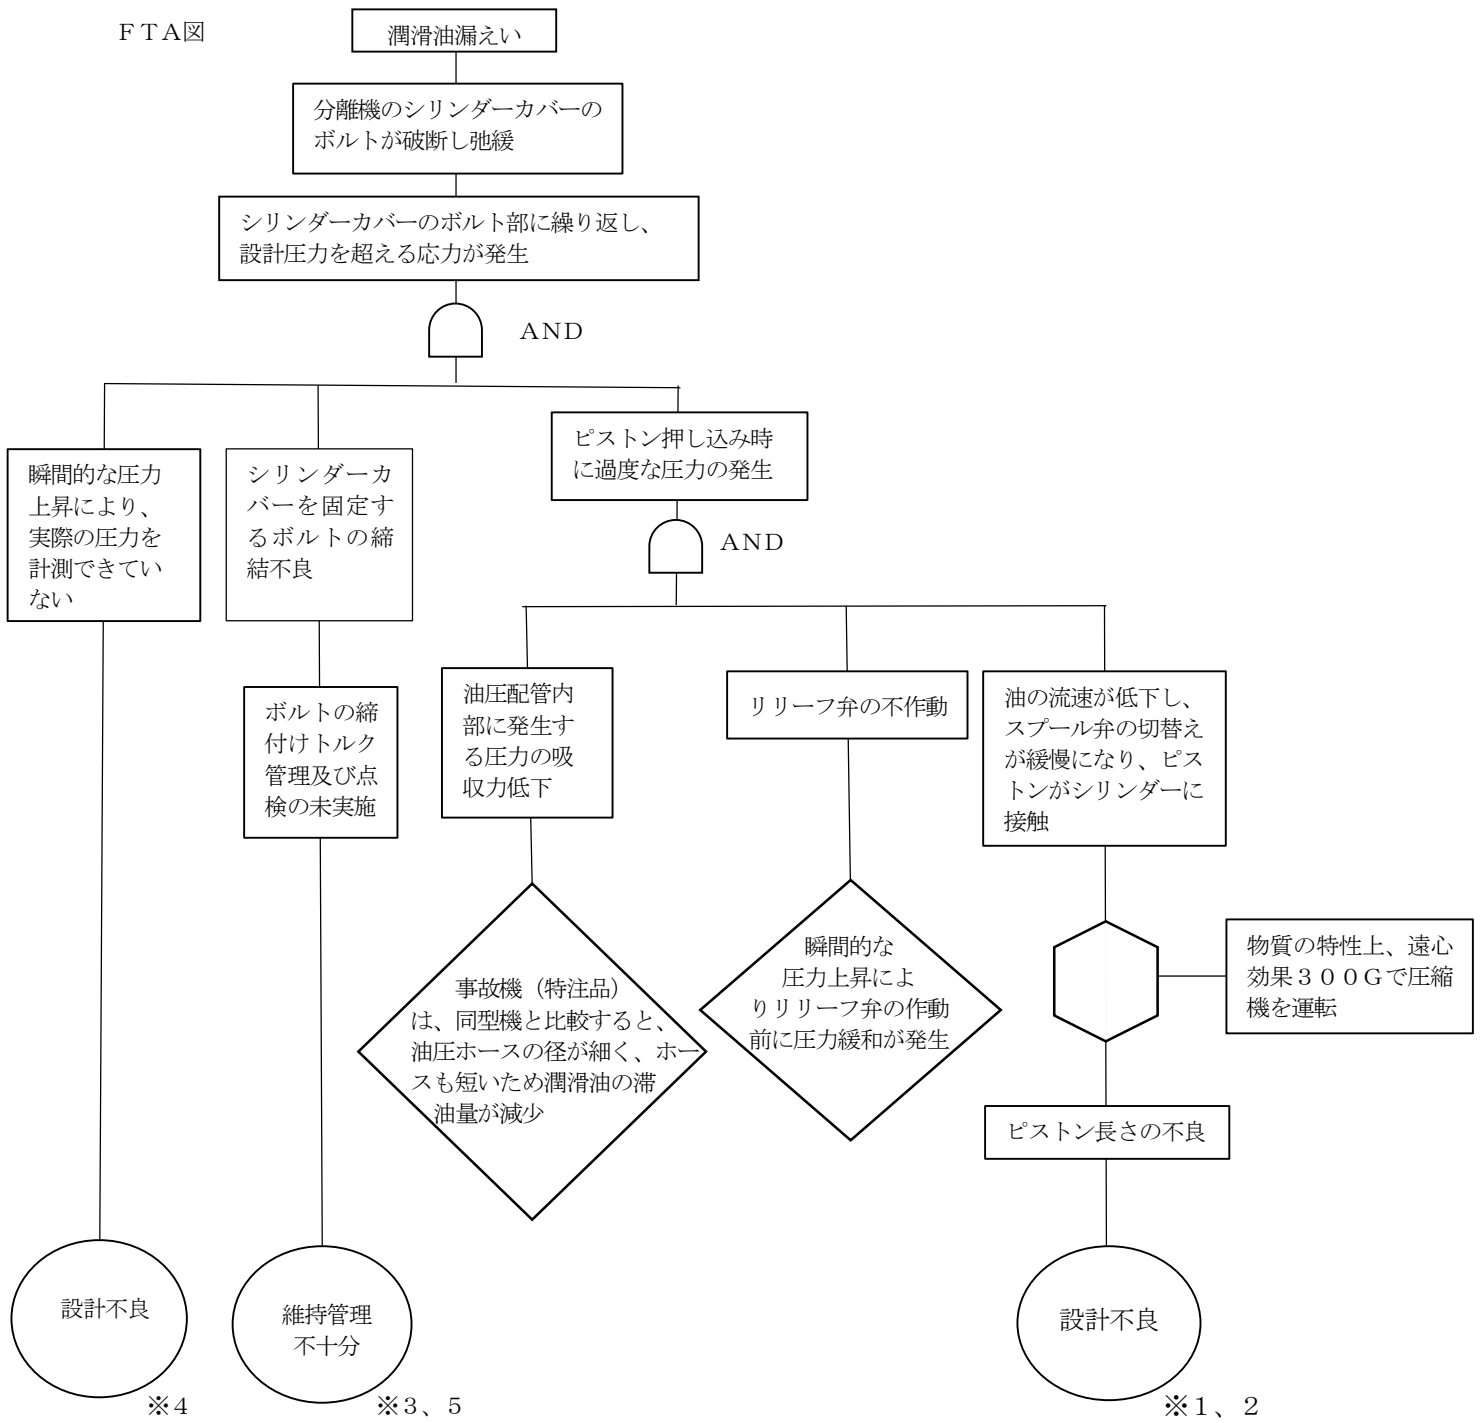 ＦＴＡ図
潤滑油漏えい
分離機のシリンダーカバーの
ボルトが破断し弛緩
シリンダーカバーのボルト部に繰り返し、
設計圧力を超える応力が発生
AND
瞬間的な圧力
上昇により、
実際の圧力を
計測できてい
ない
シリンダーカ
バーを固定す
るボルトの締
結不良
ピストン押し込み時
に過度な圧力の発生
AND
ボルトの締
付けトルク
管理及び点
検の未実施
油圧配管内
部に発生す
る圧力の吸
収力低下
リリーフ弁の不作動
油の流速が低下し、
スプール弁の切替え
が緩慢になり、ピス
トンがシリンダーに
接触
事故機（特注品）
は、同型機と比較すると、
油圧ホースの径が細く、ホー
スも短いため潤滑油の滞
油量が減少
瞬間的な
圧力上昇によ
りリリーフ弁の作動
前に圧力緩和が発生
物質の特性上、遠心
効果３００Ｇで圧縮
機を運転
ピストン長さの不良
設計不良
※４
維持管理
不十分
※３、５
設計不良
※１、２